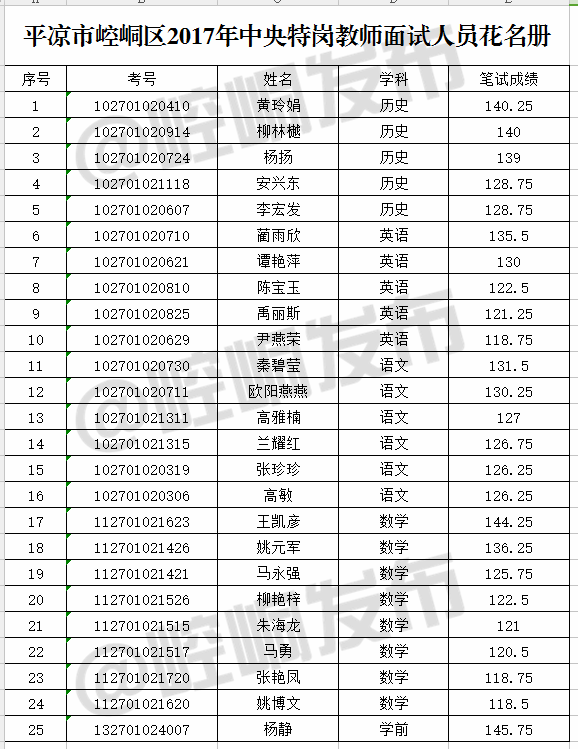 平凉市崆峒区2017年中央特岗教师面试人员花名册
序号 考号 姓名 学科 笔试成绩
1 102701020410 黄玲娟 历史 140.25
2 102701020914 柳林樾 历史 140
3 102701020724 杨扬 历史 139
4 102701021118 安兴东 历史 128.75
5 102701020607 李宏发 历史 128.75
6 102701020710 蔺雨欣 英语 135.5
7 102701020621 谭艳萍 英语 130
8 102701020810 陈宝玉 英语 122.5
9 102701020825 禹丽斯 英语 121.25
10 102701020629 尹燕荣 英语 118.75
11 102701020730 秦碧莹 语文 131.5
12 102701020711 欧阳燕燕 语文 130.25
13 102701021311 高雅楠 语文 127
14 102701021315 兰耀红 语文 126.75
15 102701020319 张珍珍 语文 126.25
16 102701020306 高敏 语文 126.25
17 112701021623 王凯彦 数学 144.25
18 112701021426 姚元军 数学 136.25
19 112701021421 马永强 数学 125.75
20 112701021526 柳艳梓 数学 122.5
21 112701021515 朱海龙 数学 121
22 112701021517 马勇 数学 120.5
23 112701021720 张艳凤 数学 118.75
24 112701021620 姚博文 数学 118.5
25 132701024007 杨静 学前 145.75
@崆峒发布
@崆峒发布
@崆峒发布